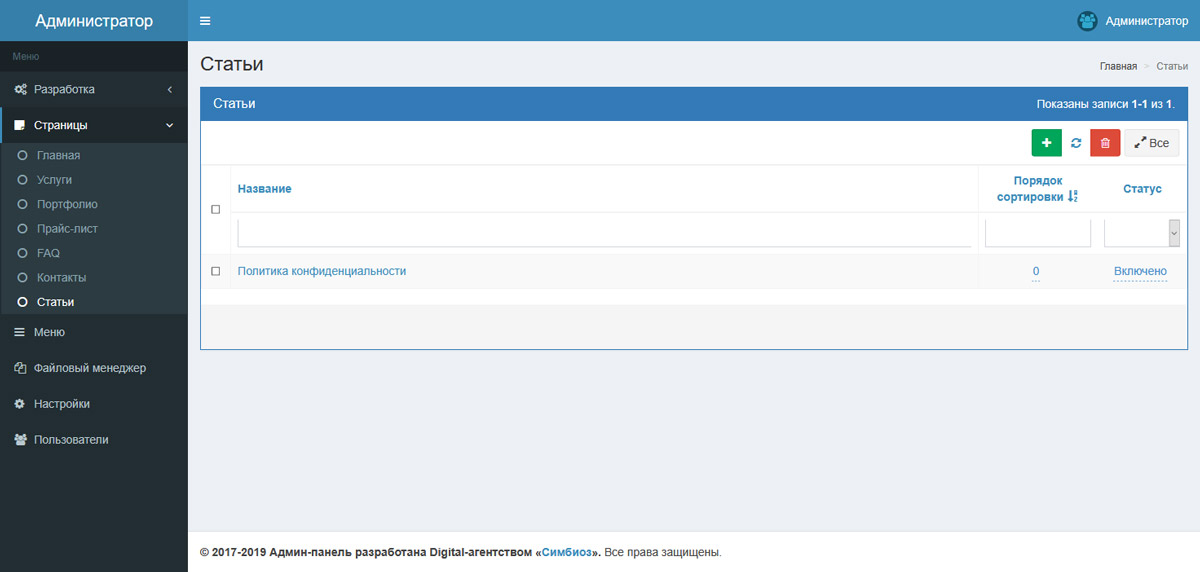 Администратор
Администратор
Меню
Разработка
Страницы
Главная
Услуги
Портфолио
Прайс-лист
FAQ
Контакты
Статьи
Меню
Файловый менеджер
Настройки
Пользователи
Статьи
Главная > Статьи
Статьи
Показаны записи 1-1 из 1.
Все
Название
Порядок
сортировки
Статус
Политика конфиденциальности
0
Включено
© 2017-2019 Админ-панель разработана Digital-агентством «Симбиоз». Все права защищены.